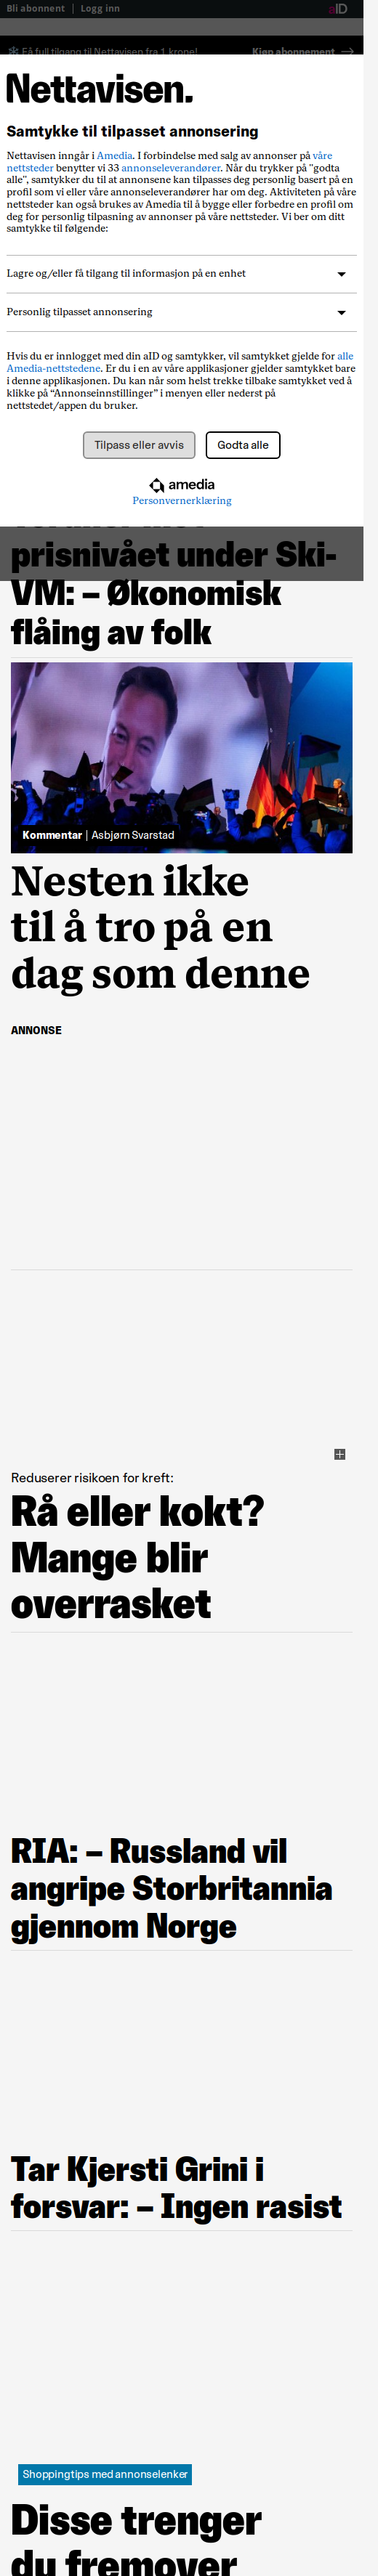 Bli abonnent | Logg inn
aID
Få full tilgang til Nettavisen fra 1 krone!
Kjøp abonnement
Nettavisen.
Samtykke til tilpasset annonsering
Nettavisen inngår i Amedia. I forbindelse med salg av annonser på våre
nettsteder benytter vi 33 annonseleverandører. Når du trykker på "godta
alle", samtykker du til at annonsene kan tilpasses deg personlig basert på en
profil som vi eller våre annonseleverandører har om deg. Aktiviteten på våre
nettsteder kan også brukes av Amedia til å bygge eller forbedre en profil om
deg for personlig tilpasning av annonser på våre nettsteder. Vi ber om ditt
samtykke til følgende:
Lagre og/eller få tilgang til informasjon på en enhet
Personlig tilpasset annonsering
Hvis du er innlogget med din aID og samtykker, vil samtykket gjelde for alle
Amedia-nettstedene. Er du i en av våre applikasjoner gjelder samtykket bare
i denne applikasjonen. Du kan når som helst trekke tilbake samtykket ved å
klikke på “Annonseinnstillinger” i menyen eller nederst på
nettstedet/appen du bruker.
Tilpass eller avvis
Godta alle
amedia
Personvernerklæring
prisnivået under Ski-
VM: – Økonomisk
flåing av folk
Kommentar | Asbjørn Svarstad
Nesten ikke
til å tro på en
dag som denne
ANNONSE
Reduserer risikoen for kreft:
Rå eller kokt?
Mange blir
overrasket
RIA: – Russland vil
angripe Storbritannia
gjennom Norge
Tar Kjersti Grini i
forsvar: – Ingen rasist
Shoppingtips med annonselenker
Disse trenger
du fremover